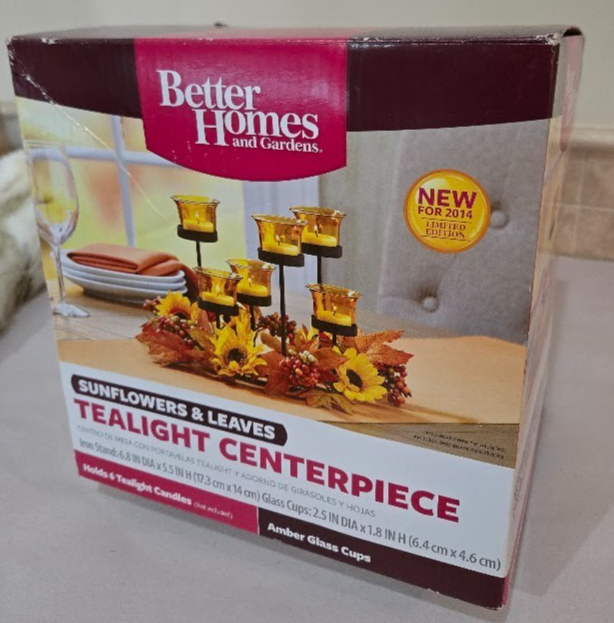 Better
Homes
and Gardens®
NEW
FOR 2014
LIMITED
EDITION
SUNFLOWERS & LEAVES
TEALIGHT CENTERPIECE
CENTRO DE MESA CON PORTAVELAS TEALIGHT Y ADORNO DE GIRASOLES Y HOJAS
Iron Stand: 6.8 IN DIA x 5.5 IN H (17.3 cm x 14 cm) Glass Cups: 2.5 IN DIA x 1.8 IN H (6.4 cm x 4.6 cm)
Holds 6 Tealight Candles (Not included)
Amber Glass Cups